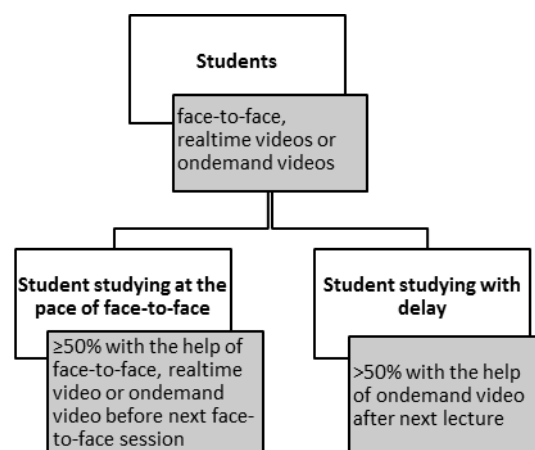 Students
face-to-face,
realtime videos or
ondemand videos
Student studying at the
pace of face-to-face
≥50% with the help of
face-to-face, realtime
video or ondemand
video before next face-
to-face session
Student studying with
delay
>50% with the help
of ondemand video
after next lecture